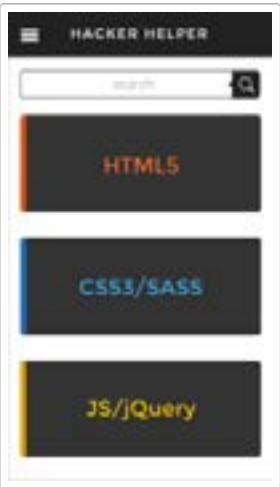 HACKER HELPER
search
HTML5
CSS3/SASS
JS/jQuery